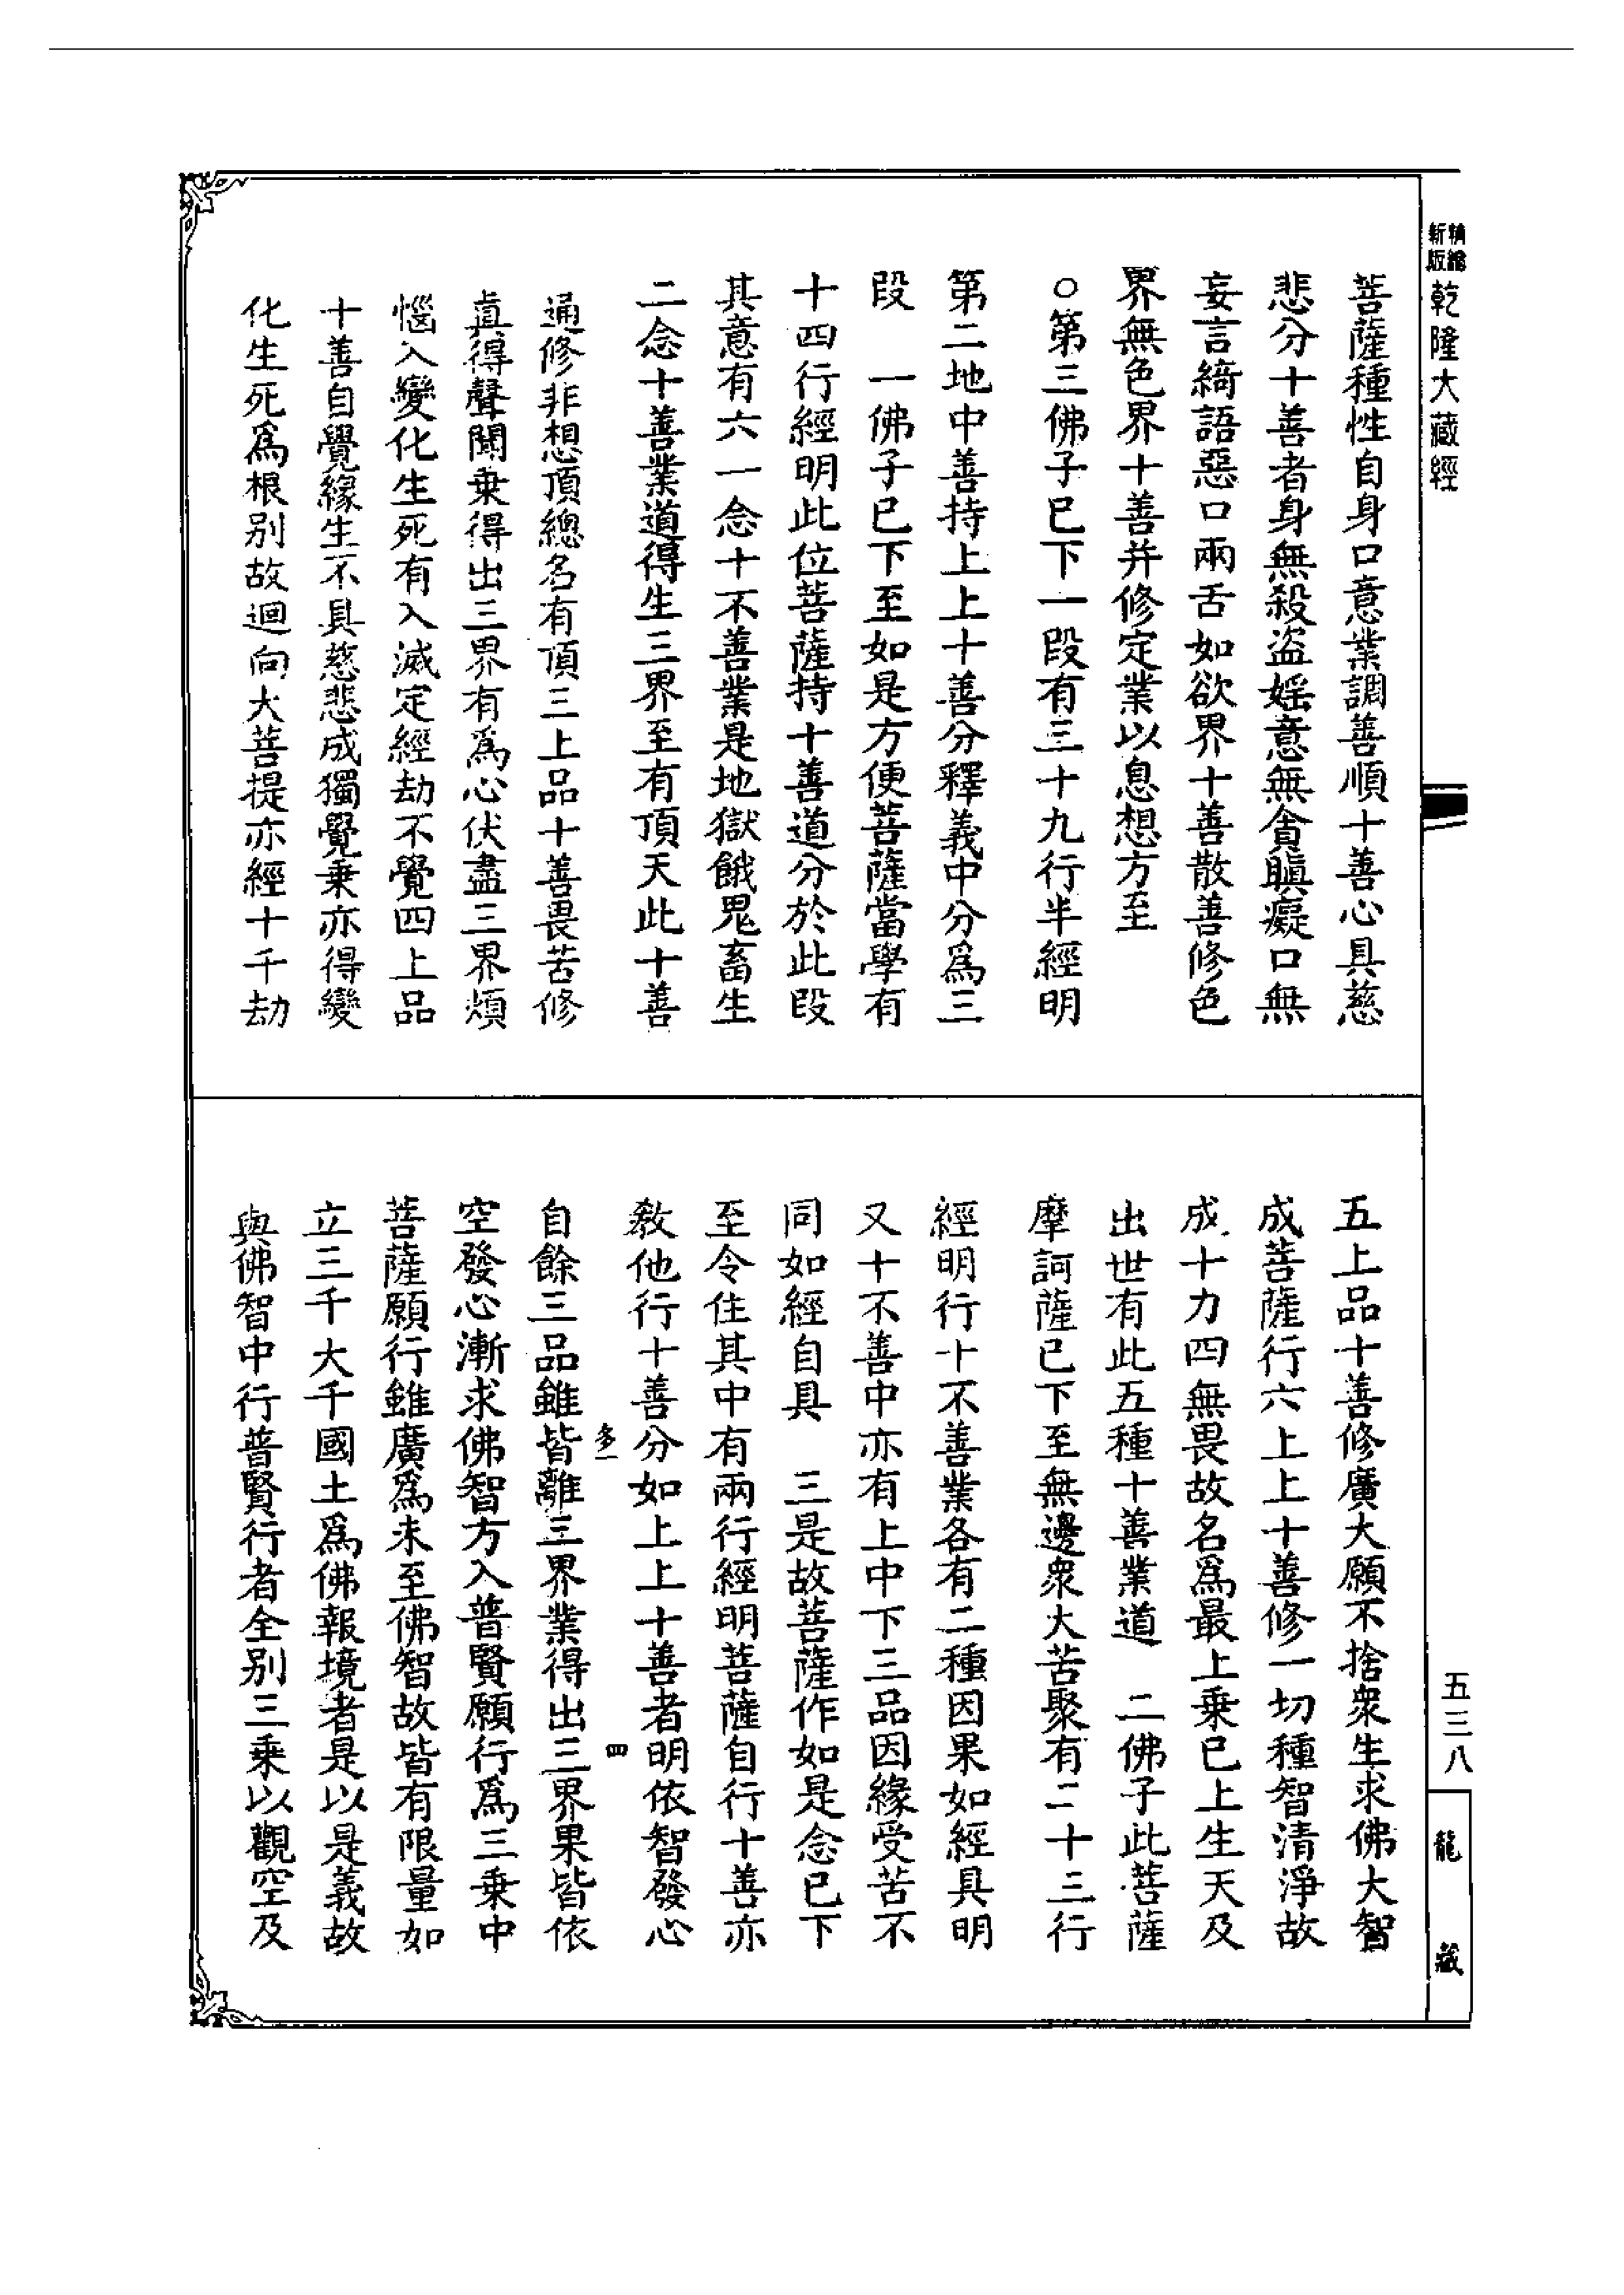 精縮
新版
乾隆大藏經
菩薩種性自身口意業調善順十善心具慈
悲分十善者身無殺盜婬意無貪瞋癡口無
妄言綺語惡口兩舌如欲界十善散善修色
界無色界十善并修定業以息想方至
○第三佛子已下一段有三十九行半經明
第二地中善持上上十善分釋義中分為三
段　一佛子已下至如是方便菩薩當學有
十四行經明此位菩薩持十善道分於此段
其意有六一念十不善業是地獄餓鬼畜生
二念十善業道得生三界至有頂天此十善
通修非想頂總名有頂三上品十善畏苦修
真得聲聞乗得出三界有為心伏盡三界煩
惱入變化生死有入滅定經劫不覺四上品
十善自覺緣生不具慈悲成獨覺乗亦得變
化生死為根别故迴向大菩提亦經十千劫
五上品十善修廣大願不捨衆生求佛大智
成菩薩行六上上十善修一切種智清淨故
成十力四無畏故名為最上乗已上生天及
出世有此五種十善業道　二佛子此菩薩
摩訶薩已下至無邊衆大苦聚有二十三行
經明行十不善業各有二種因果如經具明
又十不善中亦有上中下三品因緣受苦不
同如經自具　三是故菩薩作如是念已下
至令住其中有兩行經明菩薩自行十善亦
教他行十善分如上上十善者明依智發心
多一
四
自餘三品雖皆離三界業得出三界果皆依
空發心漸求佛智方入普賢願行為三乗中
菩薩願行雖廣為未至佛智故皆有限量如
立三千大千國土為佛報境者是以是義故
與佛智中行普賢行者全别三乗以觀空及
五三八
龍
藏